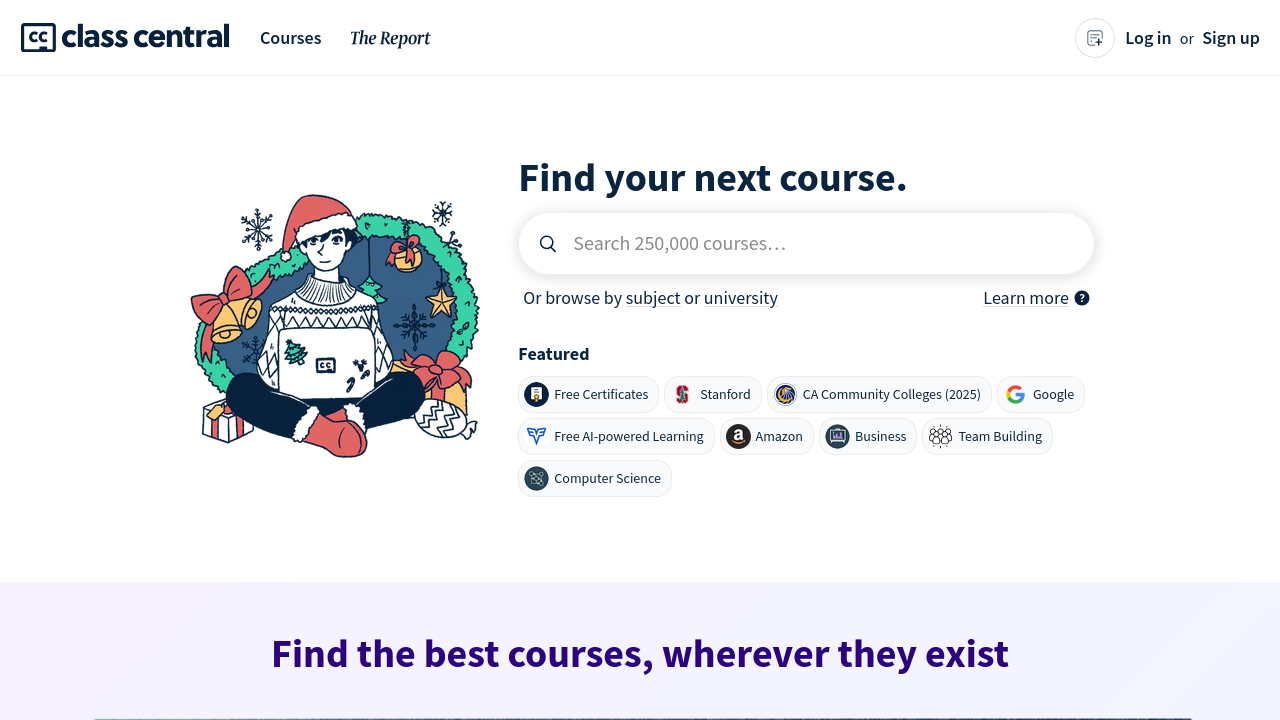 class central
Courses
The Report
Log in or Sign up
Find your next course.
Search 250,000 courses…
Or browse by subject or university
Learn more ?
Featured
Free Certificates
Stanford
CA Community Colleges (2025)
Google
Free AI-powered Learning
Amazon
Business
Team Building
Computer Science
Find the best courses, wherever they exist